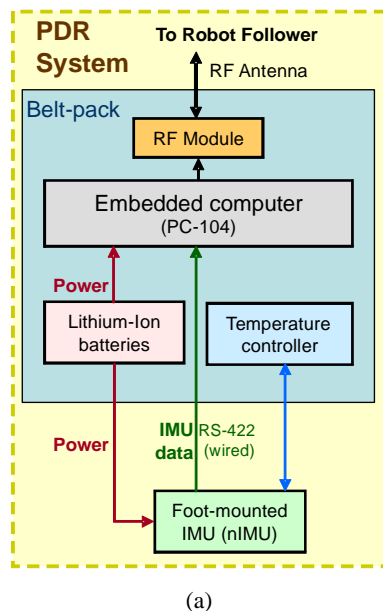 PDR
System
To Robot Follower
RF Antenna
Belt-pack
RF Module
Embedded computer
(PC-104)
Power
Lithium-Ion
batteries
Temperature
controller
Power
IMU RS-422
data (wired)
Foot-mounted
IMU (nIMU)
(a)